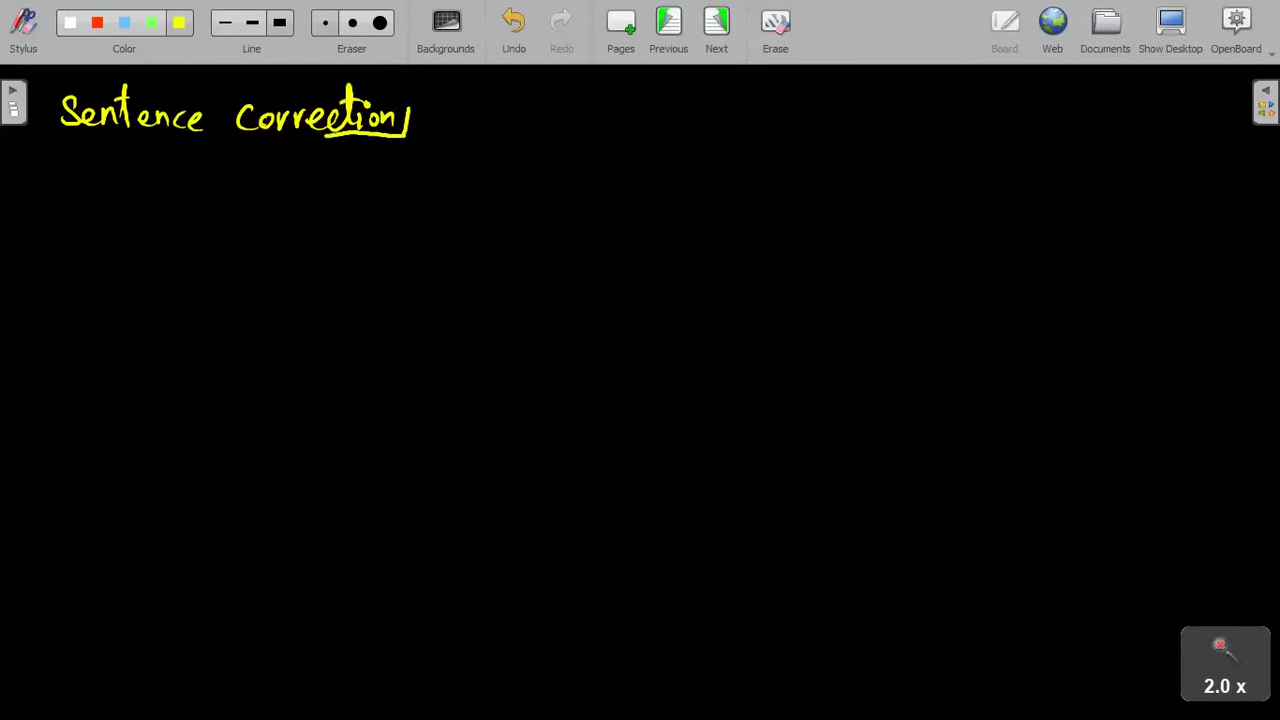 Stylus Color Line Eraser Backgrounds Undo Redo Pages Previous Next Erase Board Web Documents Show Desktop OpenBoard
Sentence Correction
2.0 x